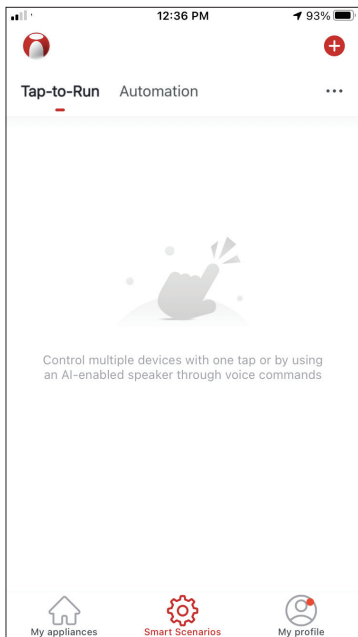 12:36 PM
93%
Tap-to-Run
Automation
Control multiple devices with one tap or by using
an AI-enabled speaker through voice commands
My appliances
Smart Scenarios
My profile